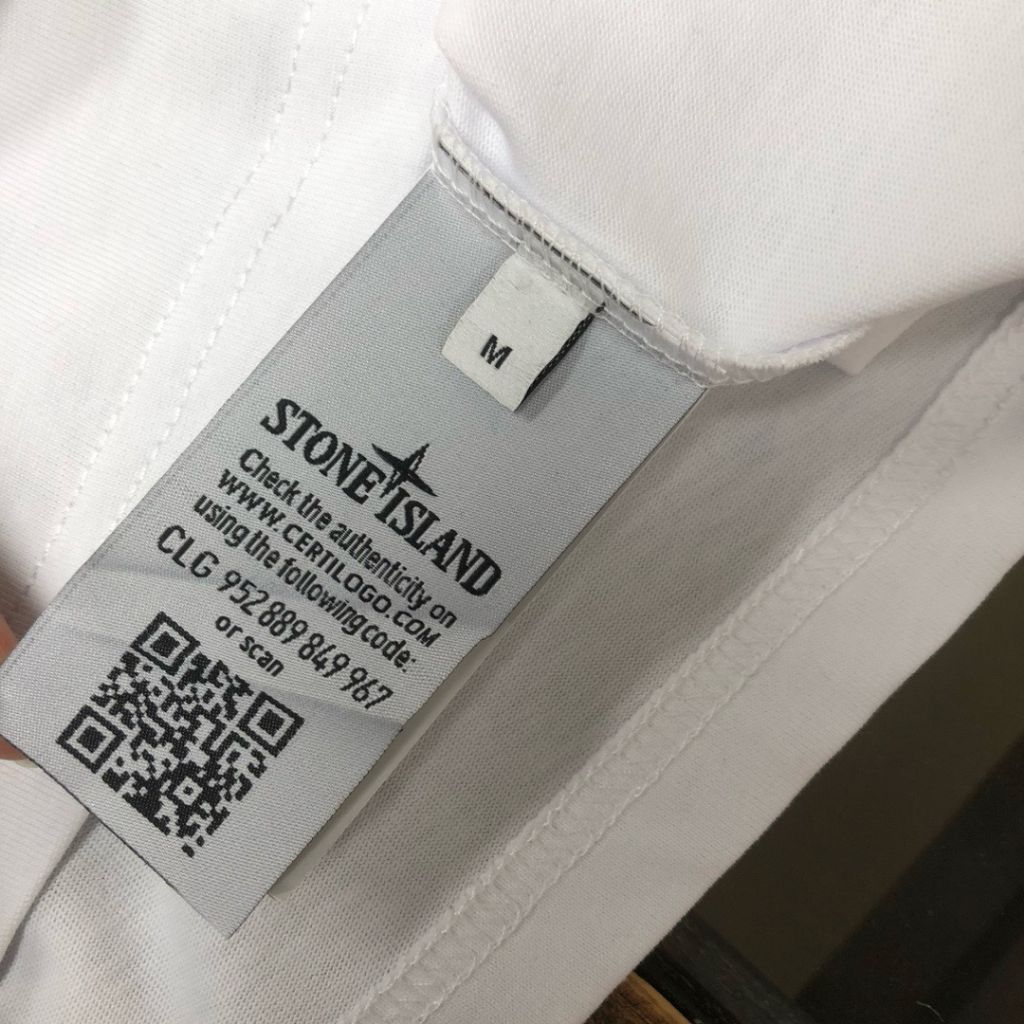 M
STONE ISLAND
Check the authenticity on
WWW.CERTILOGO.COM
using the following code:
CLG 952 889 849 967
or scan